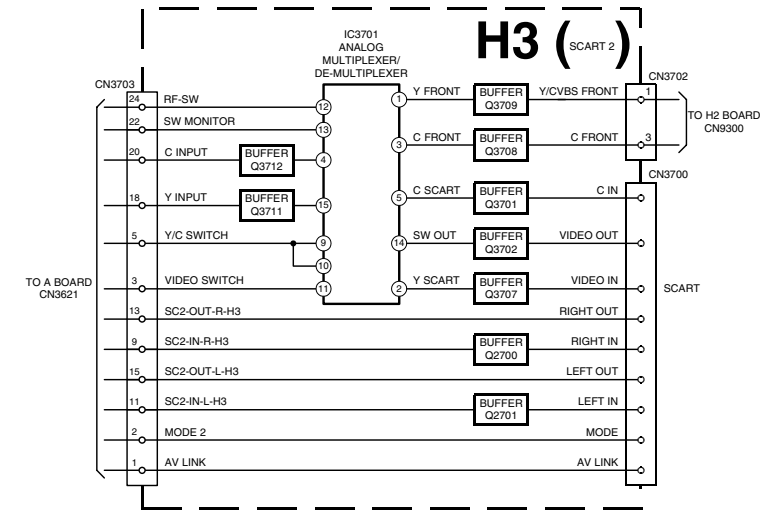 H3 ( SCART 2 )
IC3701
ANALOG
MULTIPLEXER/
DE-MULTIPLEXER
CN3703
CN3702
24 RF-SW 12 1 Y FRONT BUFFER Q3709 Y/CVBS FRONT 1
22 SW MONITOR 13
TO H2 BOARD
CN9300
20 C INPUT BUFFER Q3712 4 3 C FRONT BUFFER Q3708 C FRONT 3
CN3700
18 Y INPUT BUFFER Q3711 15 5 C SCART BUFFER Q3701 C IN
5 Y/C SWITCH 9 14 SW OUT BUFFER Q3702 VIDEO OUT
10
3 VIDEO SWITCH 11 2 Y SCART BUFFER Q3707 VIDEO IN
TO A BOARD
CN3621
SCART
13 SC2-OUT-R-H3 RIGHT OUT
9 SC2-IN-R-H3 BUFFER Q2700 RIGHT IN
15 SC2-OUT-L-H3 LEFT OUT
11 SC2-IN-L-H3 BUFFER Q2701 LEFT IN
2 MODE 2 MODE
1 AV LINK AV LINK